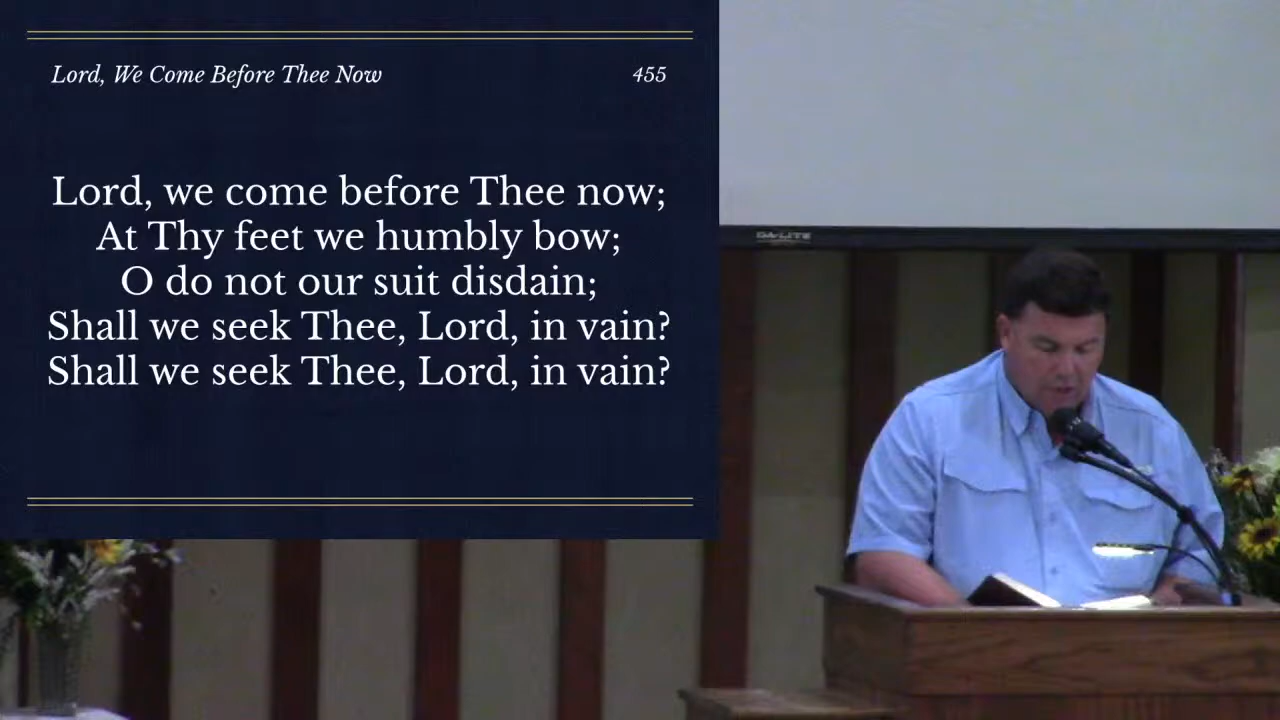 Lord, We Come Before Thee Now 455
Lord, we come before Thee now;
At Thy feet we humbly bow;
O do not our suit disdain;
Shall we seek Thee, Lord, in vain?
Shall we seek Thee, Lord, in vain?
DA-LITE